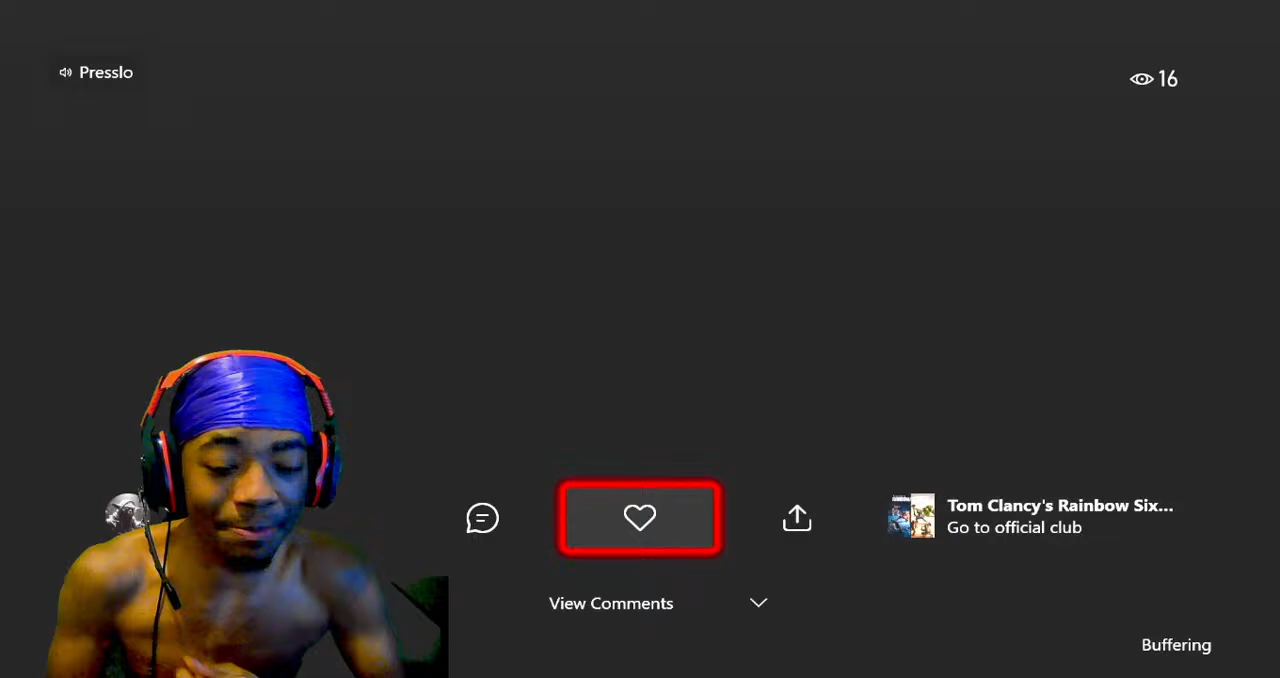 Presslo
16
Tom Clancy's Rainbow Six...
Go to official club
View Comments
Buffering